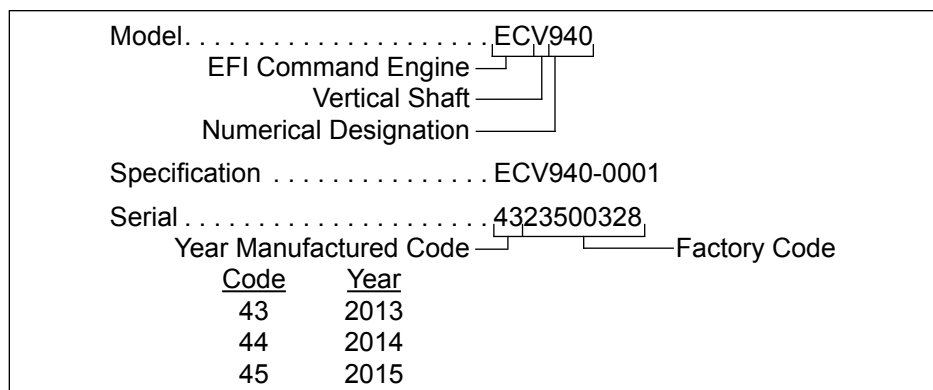 Model. . . . . . . . . . . . . . . . . . . . . ECV940
EFI Command Engine
Vertical Shaft
Numerical Designation
Specification . . . . . . . . . . . . . . . ECV940-0001
Serial . . . . . . . . . . . . . . . . . . . . . 4323500328
Year Manufactured Code Factory Code
Code Year
43 2013
44 2014
45 2015